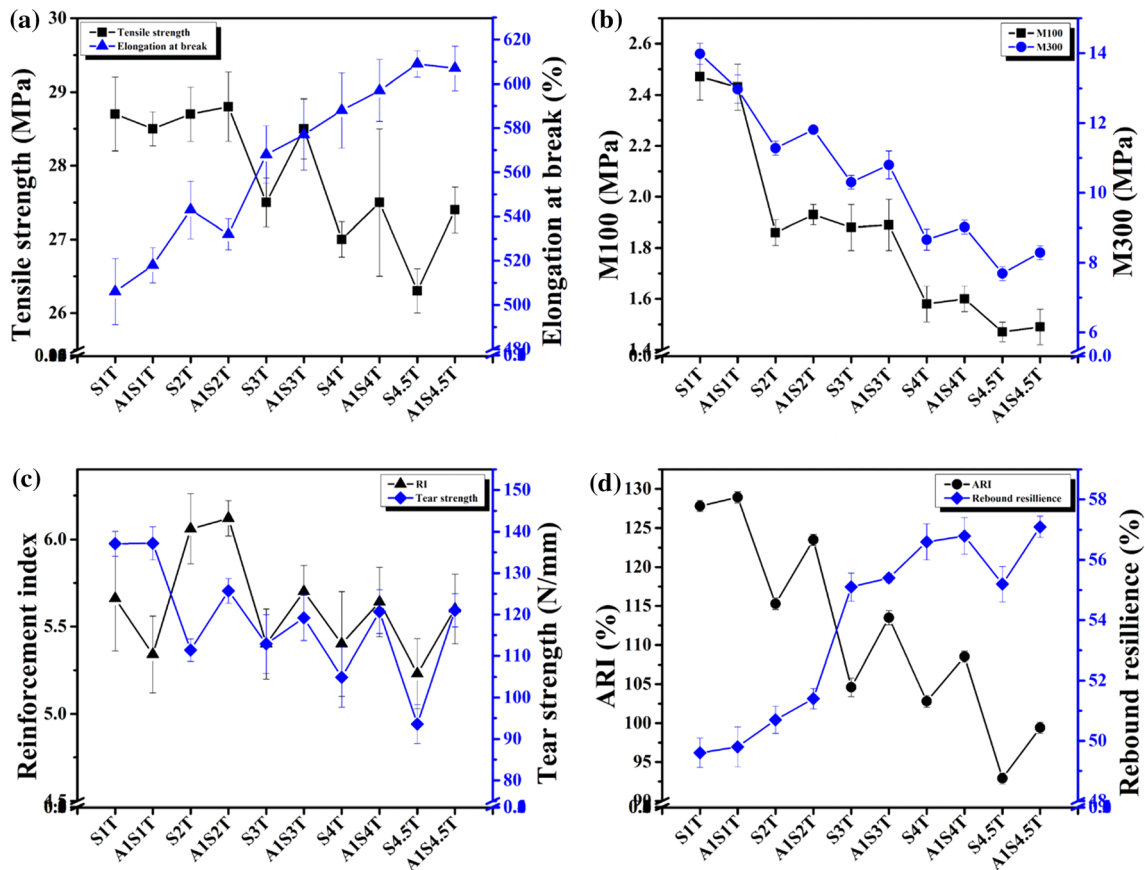 (a)
Tensile strength
Elongation at break
Tensile strength (MPa)
30
29
28
27
26
Elongation at break (%)
620
600
580
560
540
520
500
480
S1T
A1S1T
S2T
A1S2T
S3T
A1S3T
S4T
A1S4T
S4.5T
A1S4.5T
(b)
M100
M300
M100 (MPa)
2.6
2.4
2.2
2.0
1.8
1.6
1.4
0.0
M300 (MPa)
14
12
10
8
6
0.0
S1T
A1S1T
S2T
A1S2T
S3T
A1S3T
S4T
A1S4T
S4.5T
A1S4.5T
(c)
RI
Tear strength
Reinforcement index
6.0
5.5
5.0
4.5
Tear strength (N/mm)
150
140
130
120
110
100
90
80
S1T
A1S1T
S2T
A1S2T
S3T
A1S3T
S4T
A1S4T
S4.5T
A1S4.5T
(d)
ARI
Rebound resillience
ARI (%)
130
125
120
115
110
105
100
95
90
Rebound resillience (%)
58
56
54
52
50
48
S1T
A1S1T
S2T
A1S2T
S3T
A1S3T
S4T
A1S4T
S4.5T
A1S4.5T